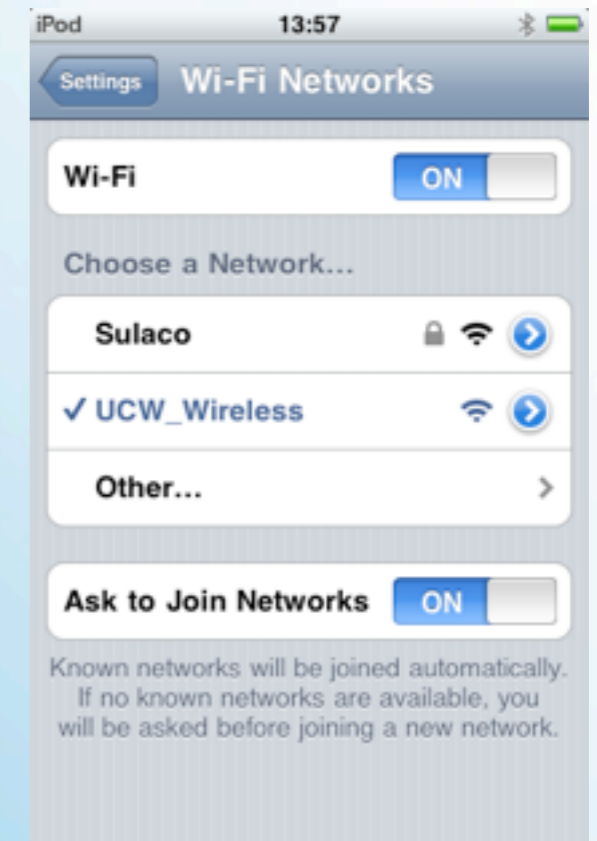 iPod 13:57
Settings Wi-Fi Networks
Wi-Fi ON
Choose a Network...
Sulaco
UCW_Wireless
Other...
Ask to Join Networks ON
Known networks will be joined automatically.
If no known networks are available, you
will be asked before joining a new network.